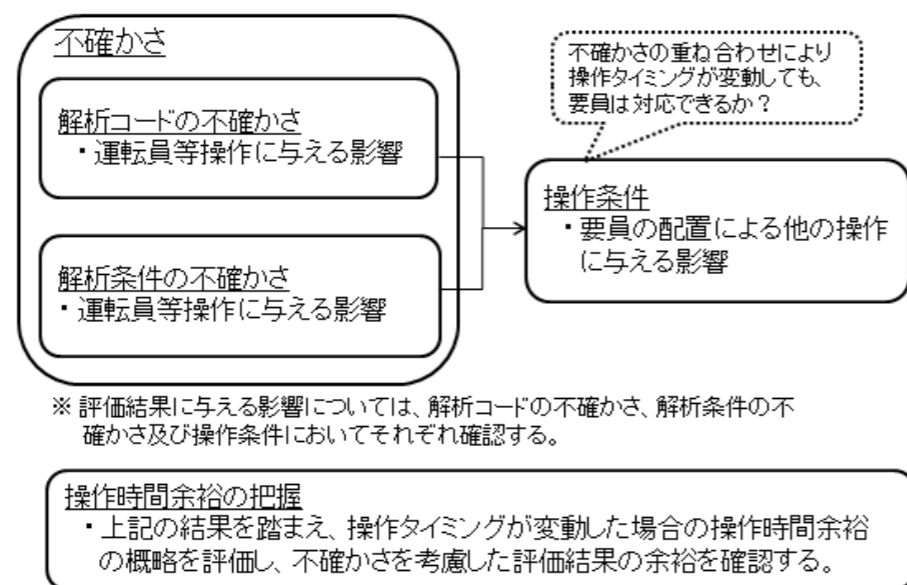 不確かさ
解析コードの不確かさ
・運転員等操作に与える影響
解析条件の不確かさ
・運転員等操作に与える影響
不確かさの重ね合わせにより
操作タイミングが変動しても、
要員は対応できるか？
操作条件
・要員の配置による他の操作
に与える影響
※ 評価結果に与える影響については、解析コードの不確かさ、解析条件の不
確かさ及び操作条件においてそれぞれ確認する。
操作時間余裕の把握
・上記の結果を踏まえ、操作タイミングが変動した場合の操作時間余裕
の概略を評価し、不確かさを考慮した評価結果の余裕を確認する。